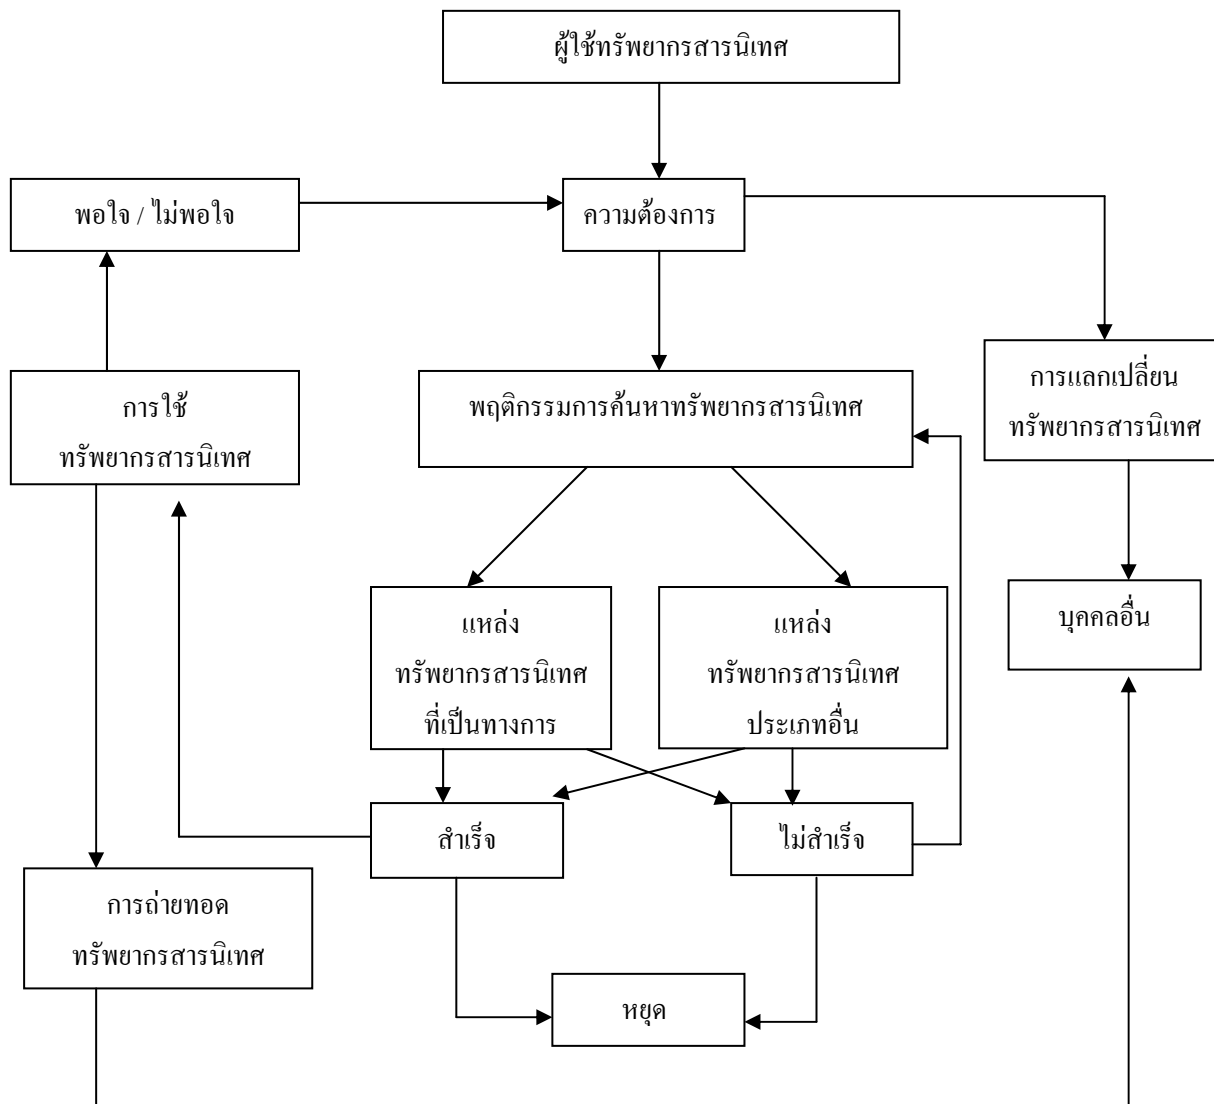 ผู้ใช้ทรัพยากรสารนิเทศ
พอใจ / ไม่พอใจ
ความต้องการ
การใช้
ทรัพยากรสารนิเทศ
พฤติกรรมการค้นหาทรัพยากรสารนิเทศ
การแลกเปลี่ยน
ทรัพยากรสารนิเทศ
แหล่ง
ทรัพยากรสารนิเทศ
ที่เป็นทางการ
แหล่ง
ทรัพยากรสารนิเทศ
ประเภทอื่น
บุคคลอื่น
สำเร็จ
ไม่สำเร็จ
การถ่ายทอด
ทรัพยากรสารนิเทศ
หยุด